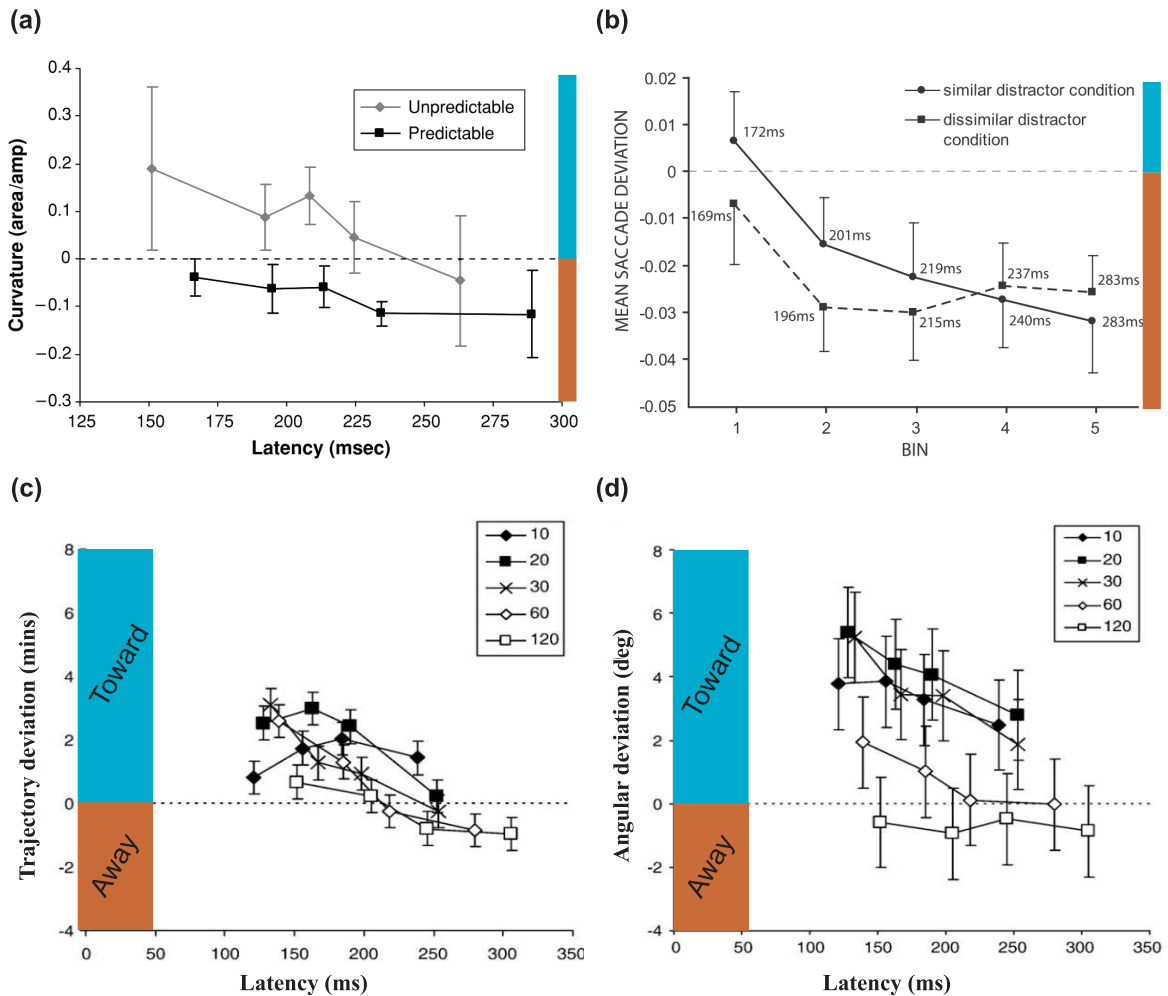 (a)
0.4
0.3
0.2
0.1
0
−0.1
−0.2
−0.3
Curvature (area/amp)
Unpredictable
Predictable
125 150 175 200 225 250 275 300
Latency (msec)
(b)
0.02
0.01
0
-0.01
-0.02
-0.03
-0.04
-0.05
MEAN SACCADE DEVIATION
similar distractor condition
dissimilar distractor
condition
172ms
169ms
201ms
196ms
219ms
215ms
237ms
240ms
283ms
283ms
1 2 3 4 5
BIN
(c)
8
6
4
2
0
-2
-4
Trajectory deviation (mins)
Toward
Away
10
20
30
60
120
0 50 100 150 200 250 300 350
Latency (ms)
(d)
8
6
4
2
0
-2
-4
Angular deviation (deg)
Toward
Away
10
20
30
60
120
0 50 100 150 200 250 300 350
Latency (ms)